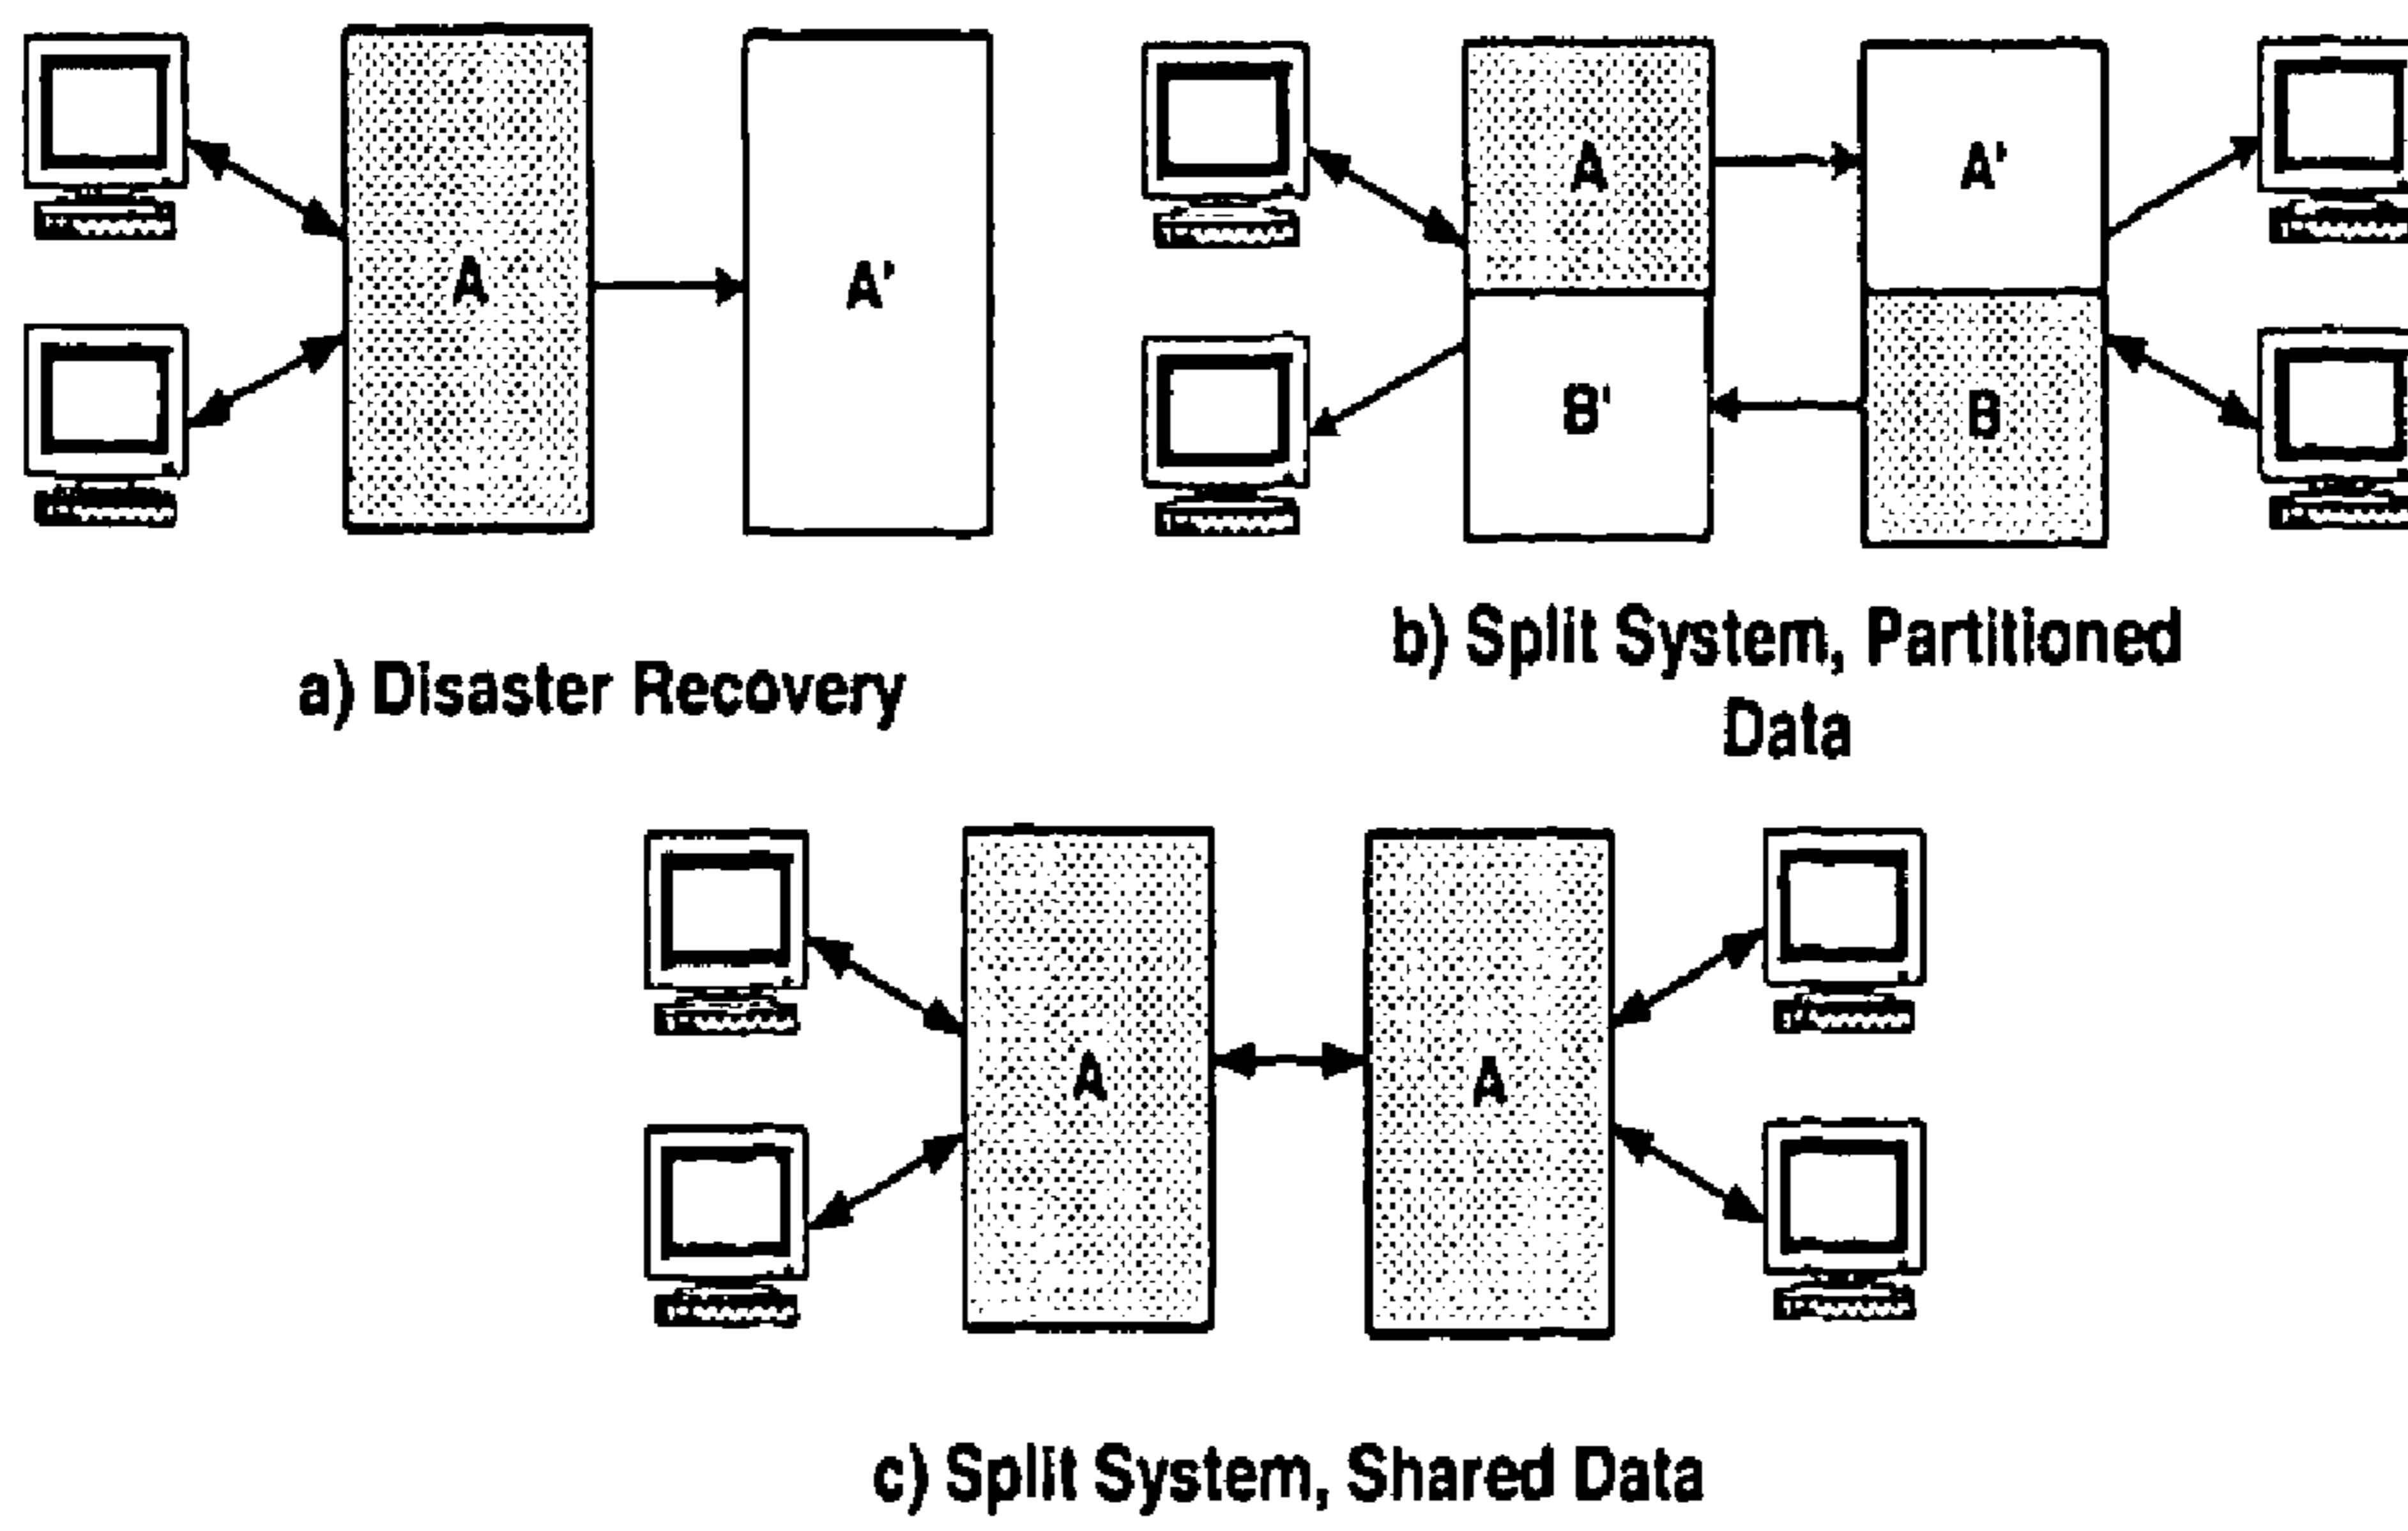 A
A'
A
A'
B'
B
a) Disaster Recovery
b) Split System, Partitioned
Data
A
A
c) Split System, Shared Data